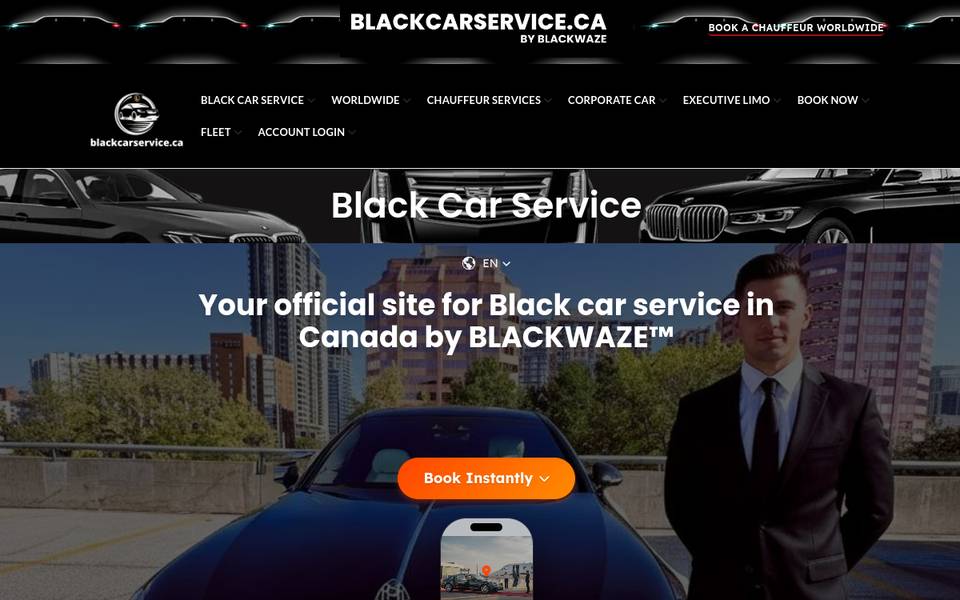 BLACKCARSERVICE.CA
BY BLACKWAZE
BOOK A CHAUFFEUR WORLDWIDE
blackcarservice.ca
BLACK CAR SERVICE
WORLDWIDE
CHAUFFEUR SERVICES
CORPORATE CAR
EXECUTIVE LIMO
BOOK NOW
FLEET
ACCOUNT LOGIN
Black Car Service
EN
Your official site for Black car service in
Canada by BLACKWAZE™
Book Instantly